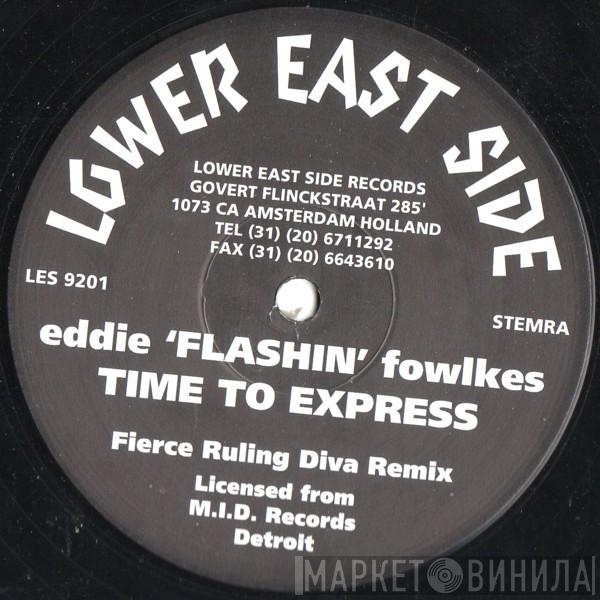 LOWER EAST SIDE
LOWER EAST SIDE RECORDS
GOVERT FLINCKSTRAAT 285'
1073 CA AMSTERDAM HOLLAND
TEL (31) (20) 6711292
FAX (31) (20) 6643610
LES 9201
STEMRA
eddie ‘FLASHIN’ fowlkes
TIME TO EXPRESS
Fierce Ruling Diva Remix
Licensed from
M.I.D. Records
Detroit
МАРКЕТ ВИНИЛА